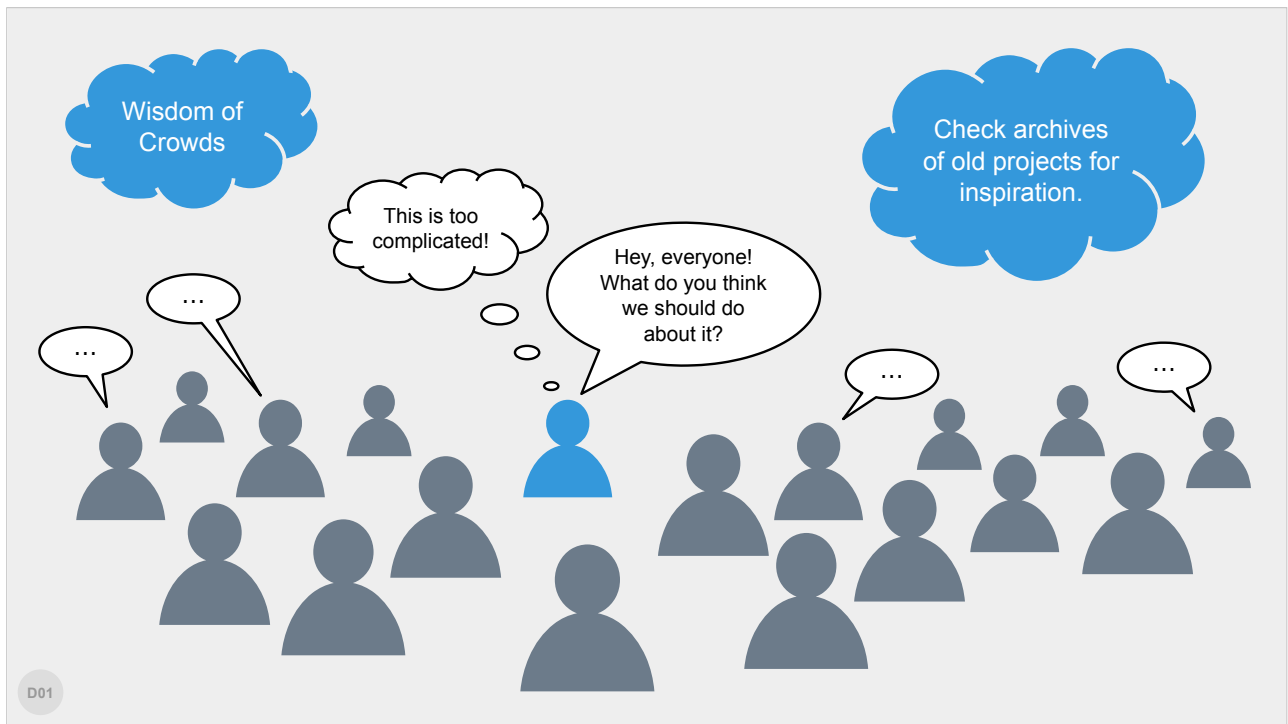 Wisdom of
Crowds
Check archives
of old projects for
inspiration.
This is too
complicated!
Hey, everyone!
What do you think
we should do
about it?
...
...
...
...
D01